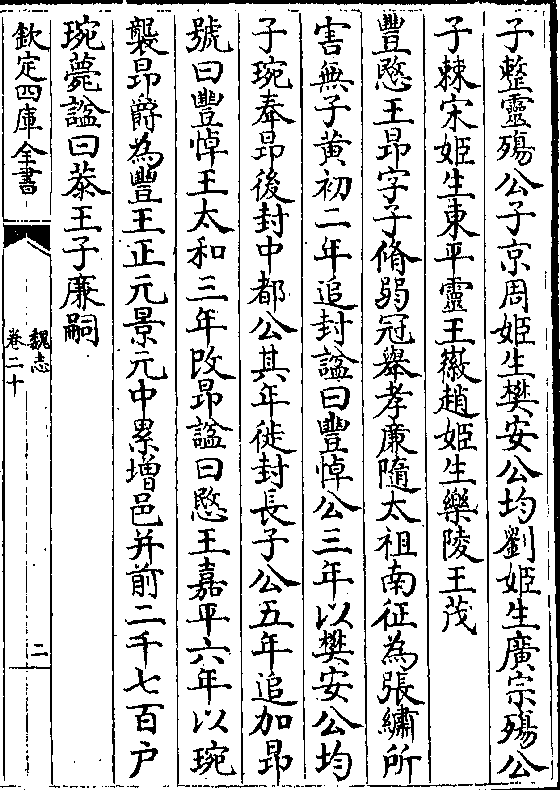 子整靈殤公子京周姬生樊安公均劉姬生廣宗殤公
子棘宋姬生東平靈王徽趙姬生樂陵王茂
豐愍王昂字子脩弱冠舉孝廉隨太祖南征為張繡所
害無子黄初二年追封諡曰豐悼公三年以樊安公均
子琬奉昂後封中都公其年徙封長子公五年追加昂
號曰豐悼王太和三年改昂諡曰愍王嘉平六年以琬
襲昂爵為豐王正元景元中累增邑并前二千七百户
琬薨諡曰恭王子廉嗣
欽定四庫全書
魏志
卷二十
二